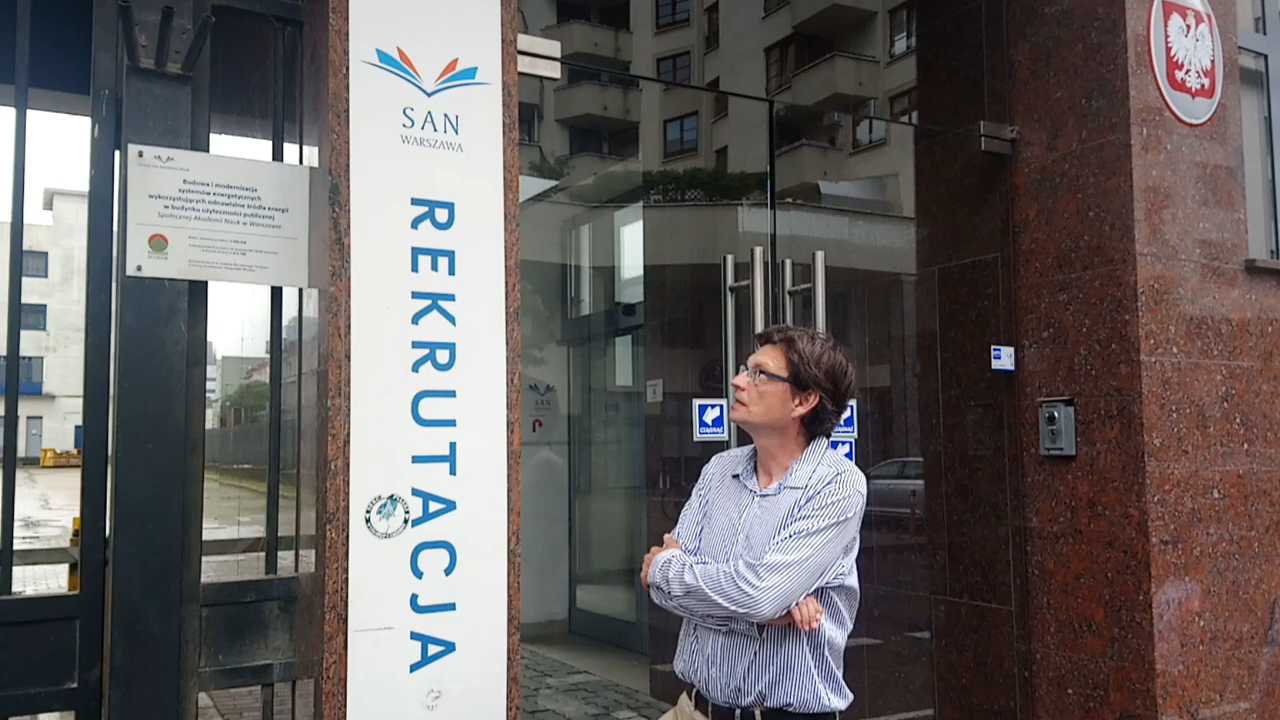 SAN
WARSZAWA
REKRUTACJA
Budowa i modernizacja
systemów energetycznych
wykorzystujących odnawialne źródła energii
w budynku użyteczności publicznej
Społecznej Akademii Nauk w Warszawie
SAN
CIĄGNĄĆ